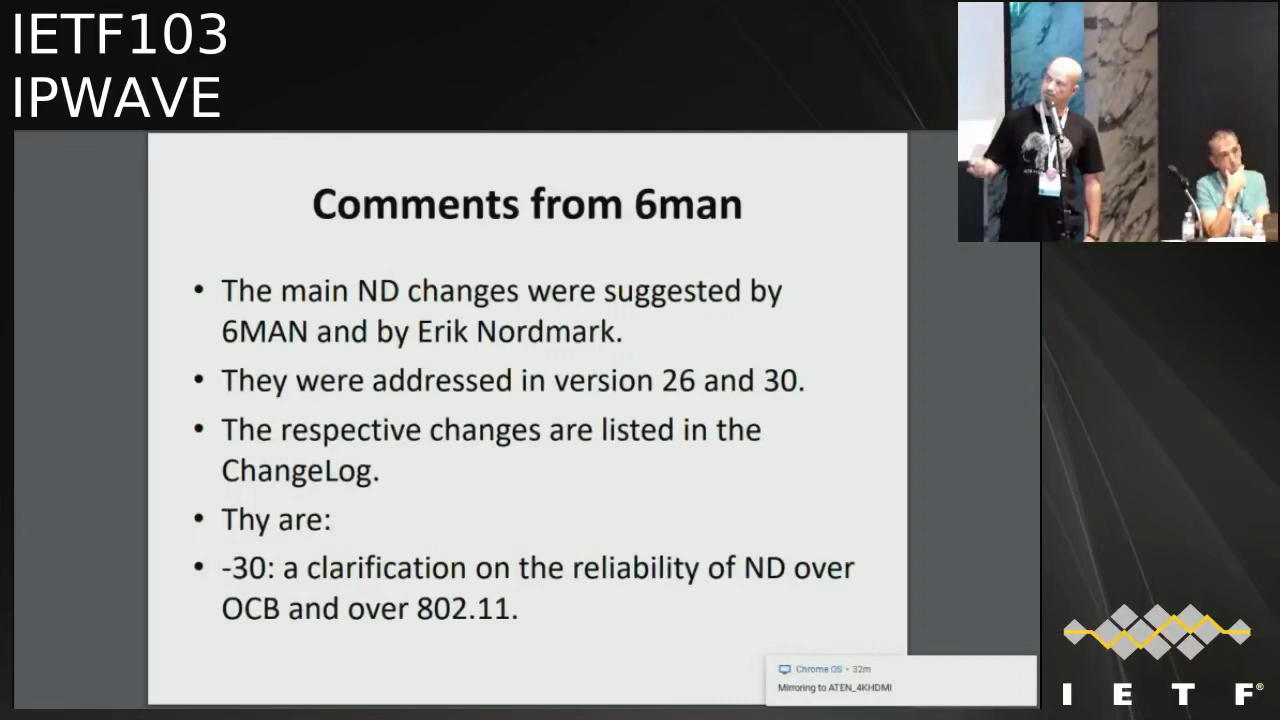 IETF103
IPWAVE
Comments from 6man
• The main ND changes were suggested by
6MAN and by Erik Nordmark.
• They were addressed in version 26 and 30.
• The respective changes are listed in the
ChangeLog.
• Thy are:
• -30: a clarification on the reliability of ND over
OCB and over 802.11.
Chrome OS • 32m
Mirroring to ATEN_4KHDMI
I E T F®